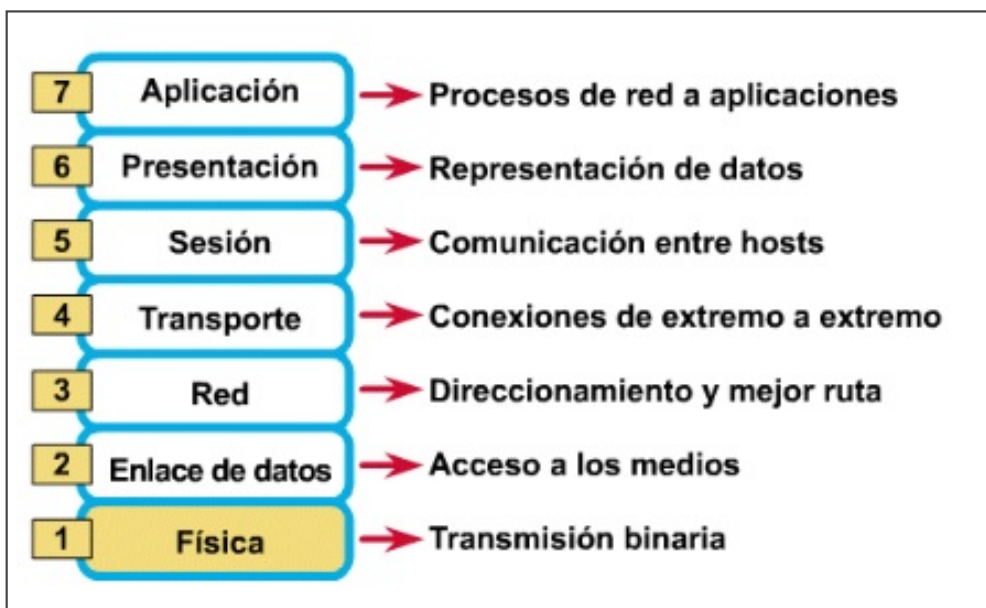 7 Aplicación Procesos de red a aplicaciones
6 Presentación Representación de datos
5 Sesión Comunicación entre hosts
4 Transporte Conexiones de extremo a extremo
3 Red Direccionamiento y mejor ruta
2 Enlace de datos Acceso a los medios
1 Física Transmisión binaria